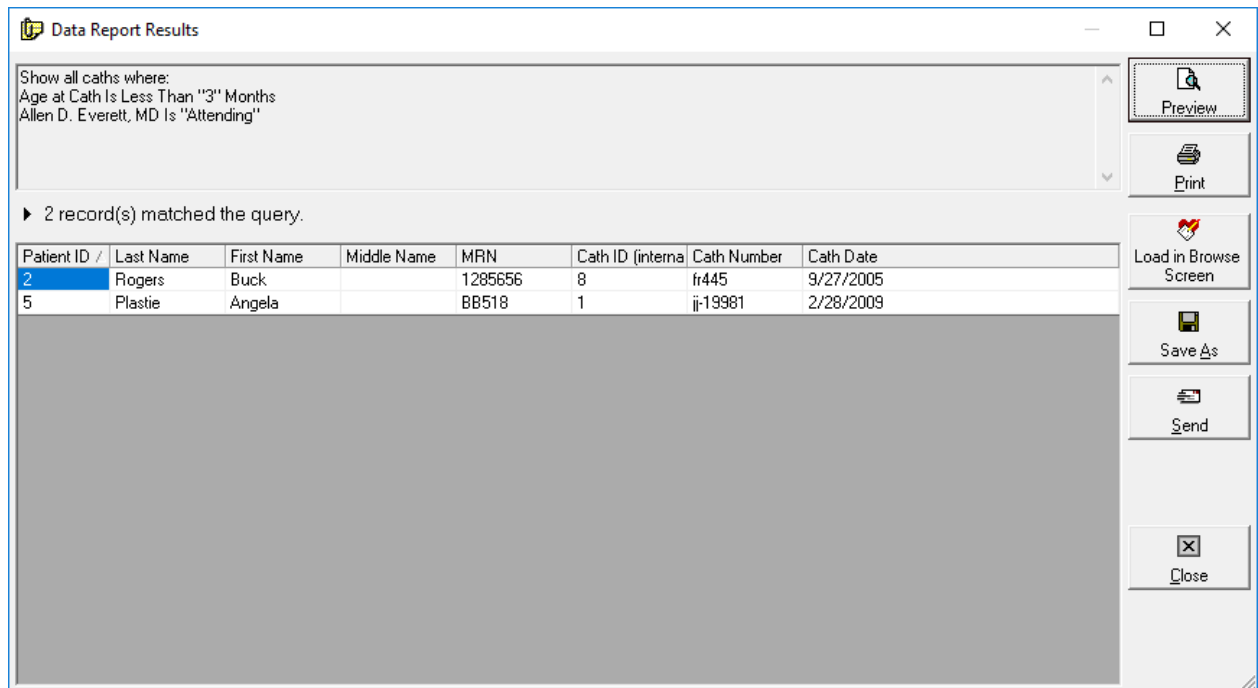 Data Report Results
Show all caths where:
Age at Cath Is Less Than "3" Months
Allen D. Everett, MD Is "Attending"
2 record(s) matched the query.
Patient ID Last Name First Name Middle Name MRN Cath ID (interna Cath Number Cath Date
2 Rogers Buck 1285656 8 fr445 9/27/2005
5 Plastie Angela BB518 1 jj-19981 2/28/2009
Preview
Print
Load in Browse
Screen
Save As
Send
Close